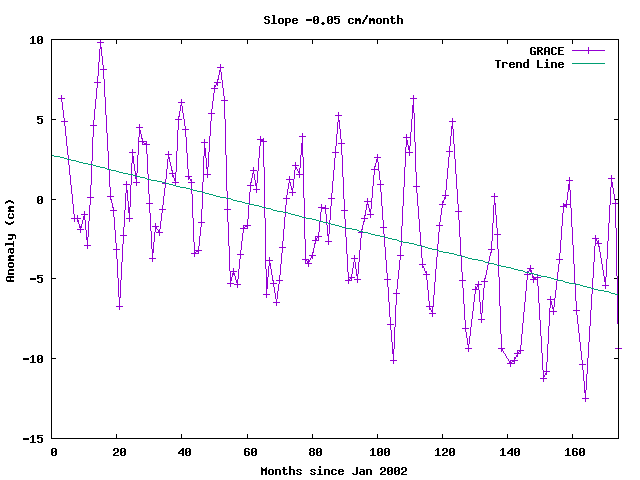 Slope -0.05 cm/month
GRACE
Trend Line
10
5
0
-5
-10
-15
Anomaly (cm)
0 20 40 60 80 100 120 140 160
Months since Jan 2002